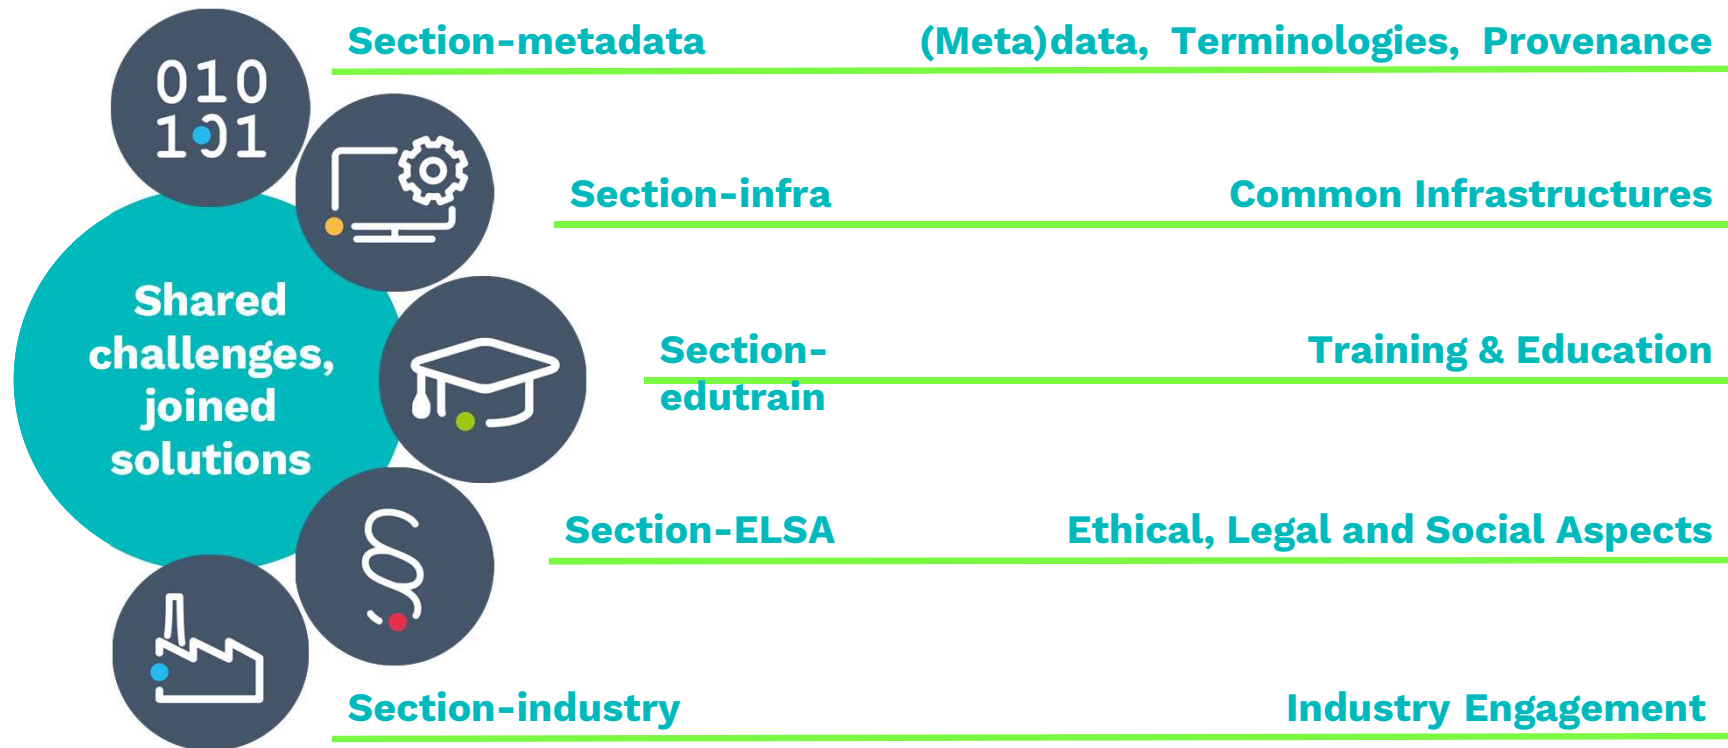 010
101
Section-metadata (Meta)data, Terminologies, Provenance
Section-infra Common Infrastructures
Shared
challenges,
joined
solutions
Section-
edutrain
Training & Education
§
Section-ELSA Ethical, Legal and Social Aspects
Section-industry Industry Engagement